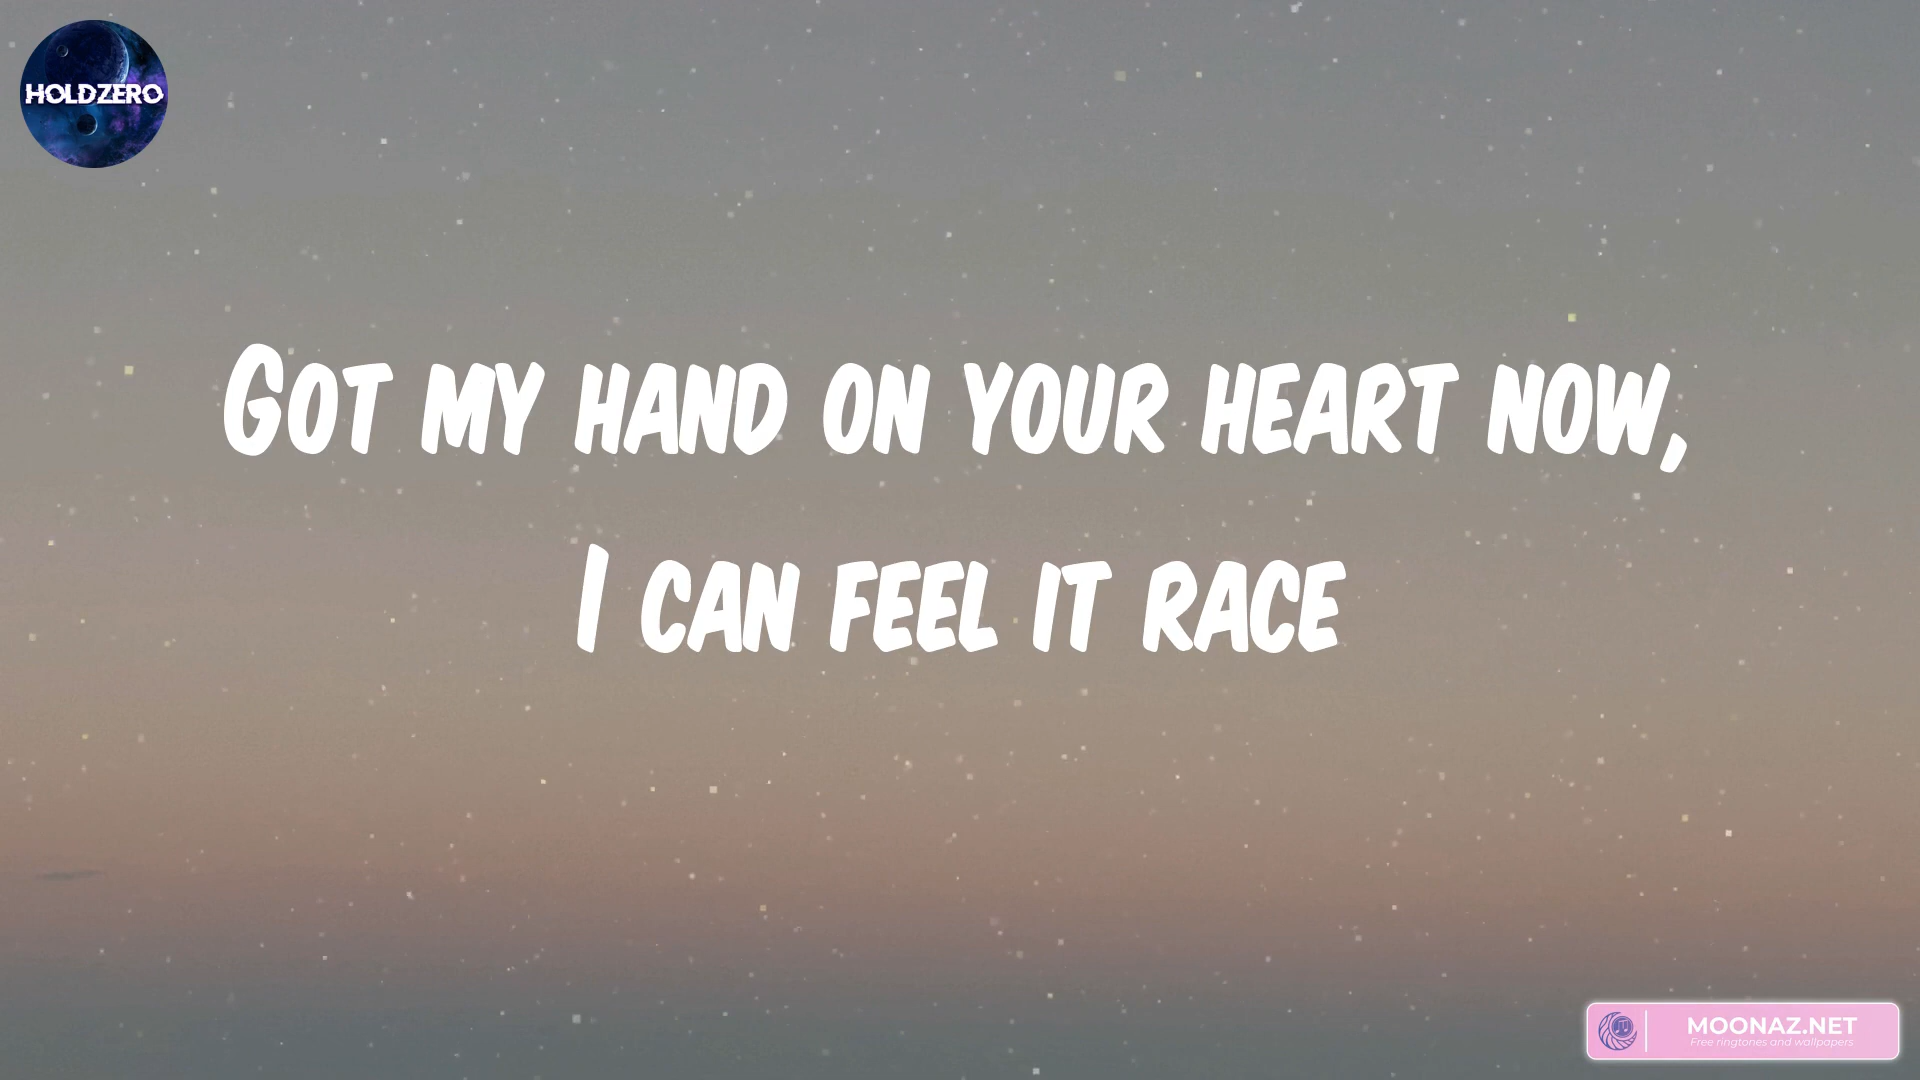 HOLDZERO
Got my hand on your heart now,
I can feel it race
MOONAZ.NET
Free ringtones and wallpapers